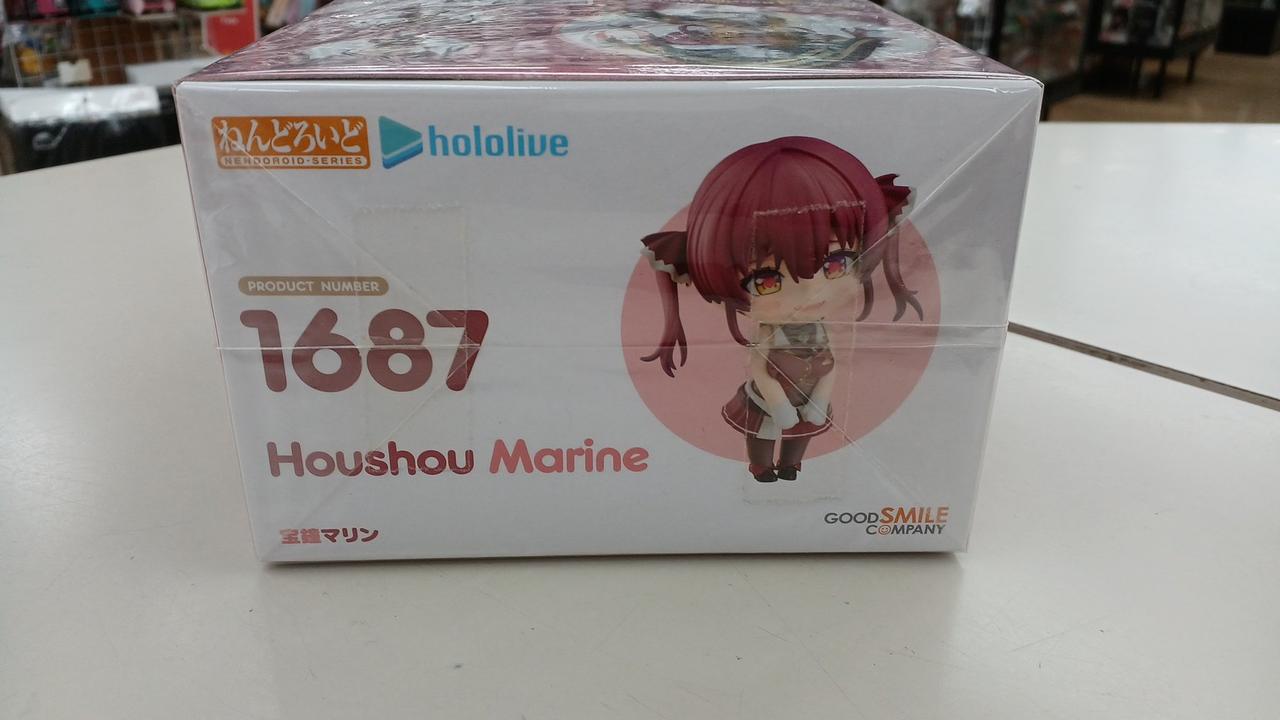 ねんどろいど
NENDOROID・SERIES
hololive
PRODUCT NUMBER
1687
Houshou Marine
宝鐘マリン
GOOD SMILE
COMPANY